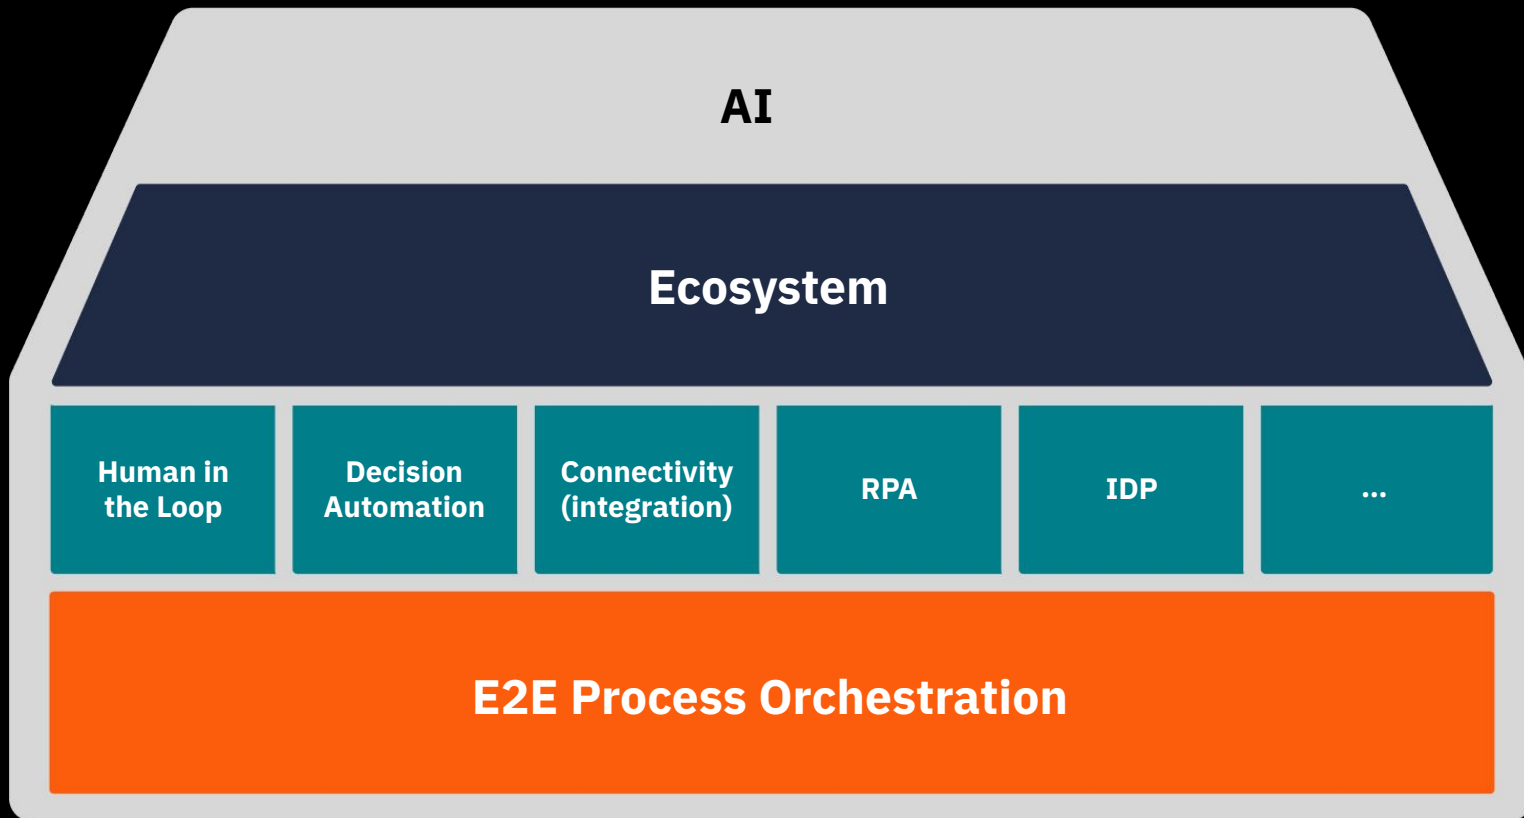 AI
Ecosystem
Human in
the Loop
Decision
Automation
Connectivity
(integration)
RPA
IDP
...
E2E Process Orchestration